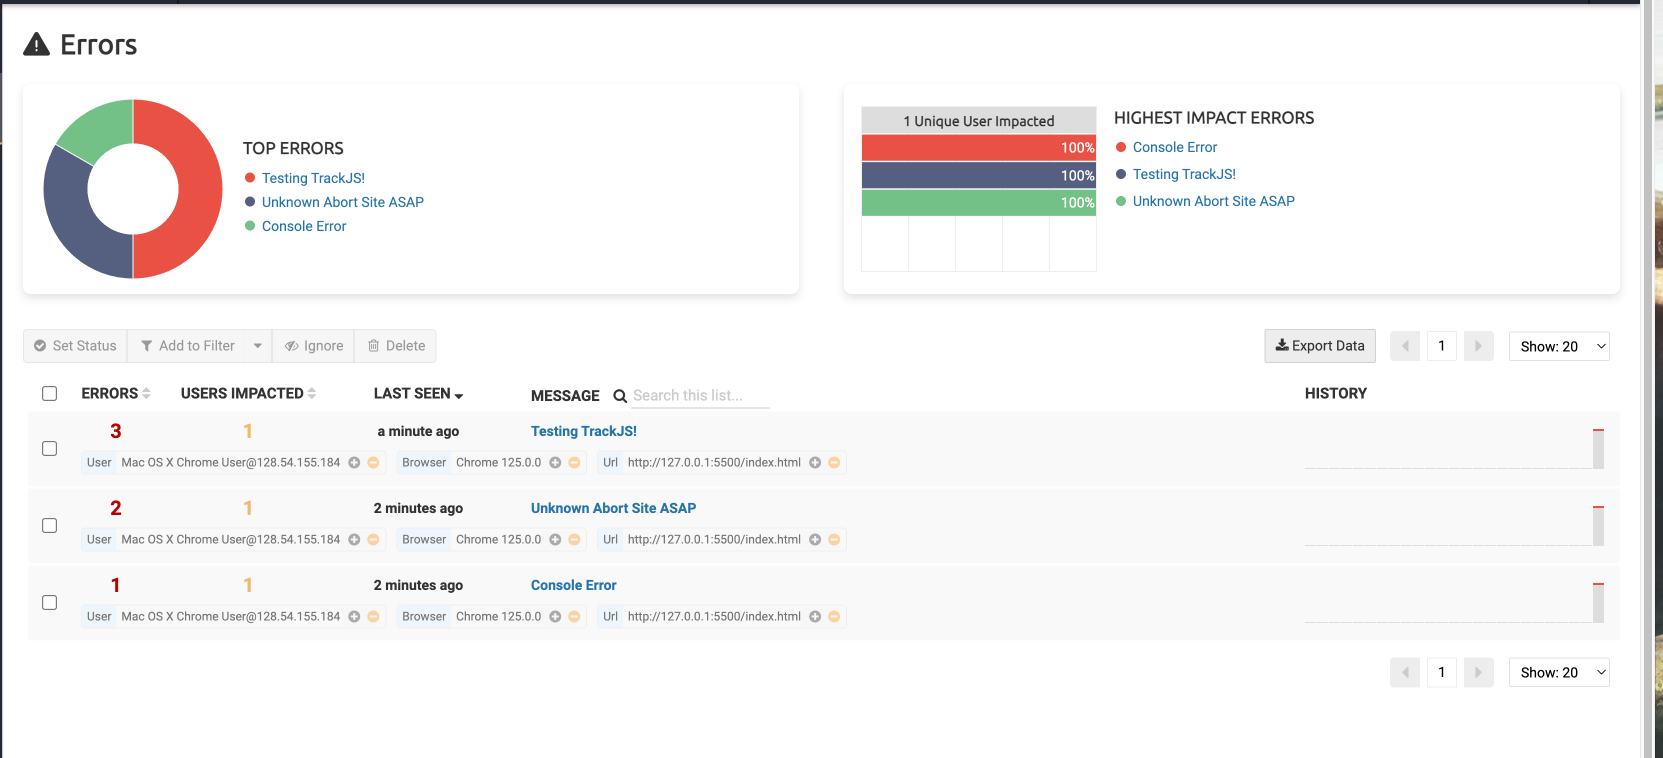 Errors
TOP ERRORS
Testing TrackJS!
Unknown Abort Site ASAP
Console Error
1 Unique User Impacted
100%
100%
100%
HIGHEST IMPACT ERRORS
Console Error
Testing TrackJS!
Unknown Abort Site ASAP
Set Status Add to Filter Ignore Delete
Export Data 1 Show: 20
ERRORS USERS IMPACTED LAST SEEN MESSAGE Search this list... HISTORY
3 1 a minute ago Testing TrackJS!
User Mac OS X Chrome User@128.54.155.184 Browser Chrome 125.0.0 Url http://127.0.0.1:5500/index.html
2 1 2 minutes ago Unknown Abort Site ASAP
User Mac OS X Chrome User@128.54.155.184 Browser Chrome 125.0.0 Url http://127.0.0.1:5500/index.html
1 1 2 minutes ago Console Error
User Mac OS X Chrome User@128.54.155.184 Browser Chrome 125.0.0 Url http://127.0.0.1:5500/index.html
1 Show: 20